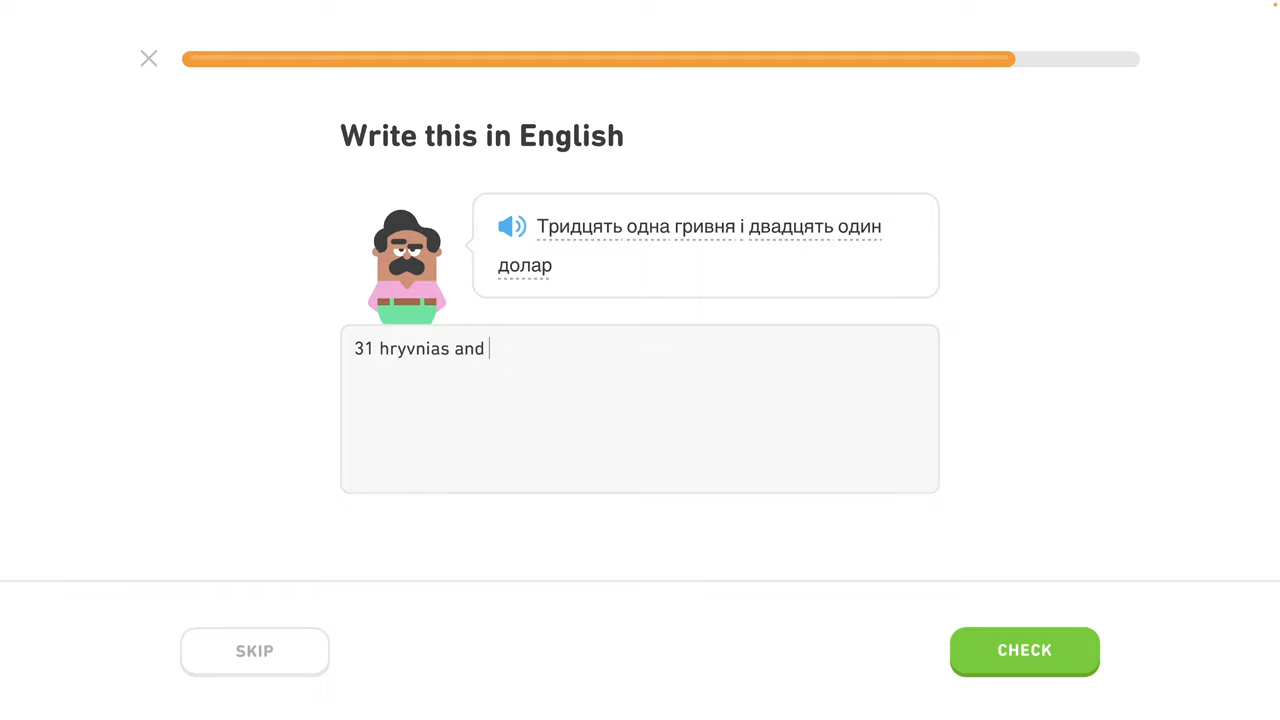 Write this in English
Тридцять одна гривня і двадцять один
долар
31 hryvnias and
SKIP
CHECK